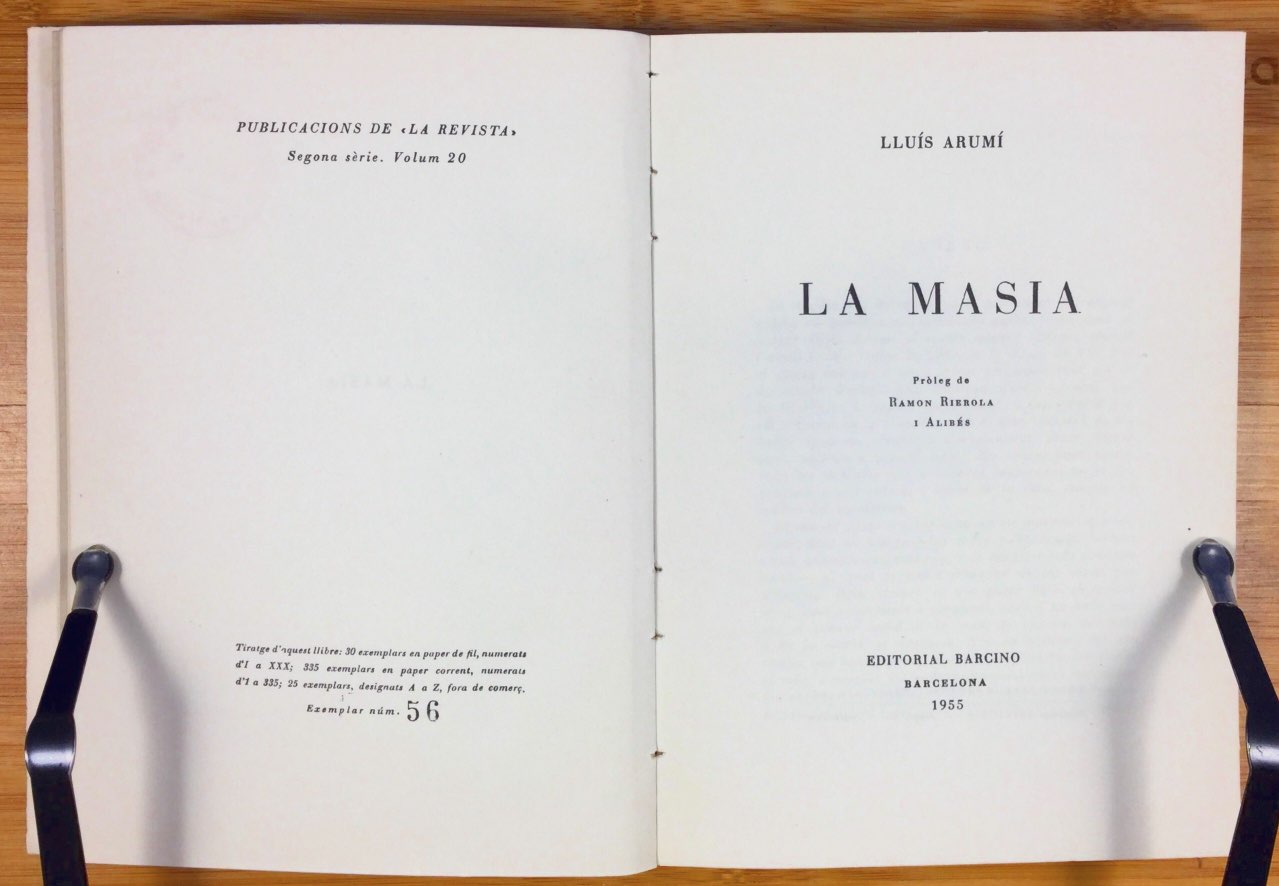 PUBLICACIONS DE «LA REVISTA»
Segona sèrie. Volum 20
Tiratge d'aquest llibre: 30 exemplars en paper de fil, numerats
d'I a XXX; 335 exemplars en paper corrent, numerats
d'1 a 335; 25 exemplars, designats A a Z, fora de comerç.
Exemplar núm. 56
LLUÍS ARUMÍ
LA MASIA
Pròleg de
RAMON RIEROLA
I ALIBÉS
EDITORIAL BARCINO
BARCELONA
1955